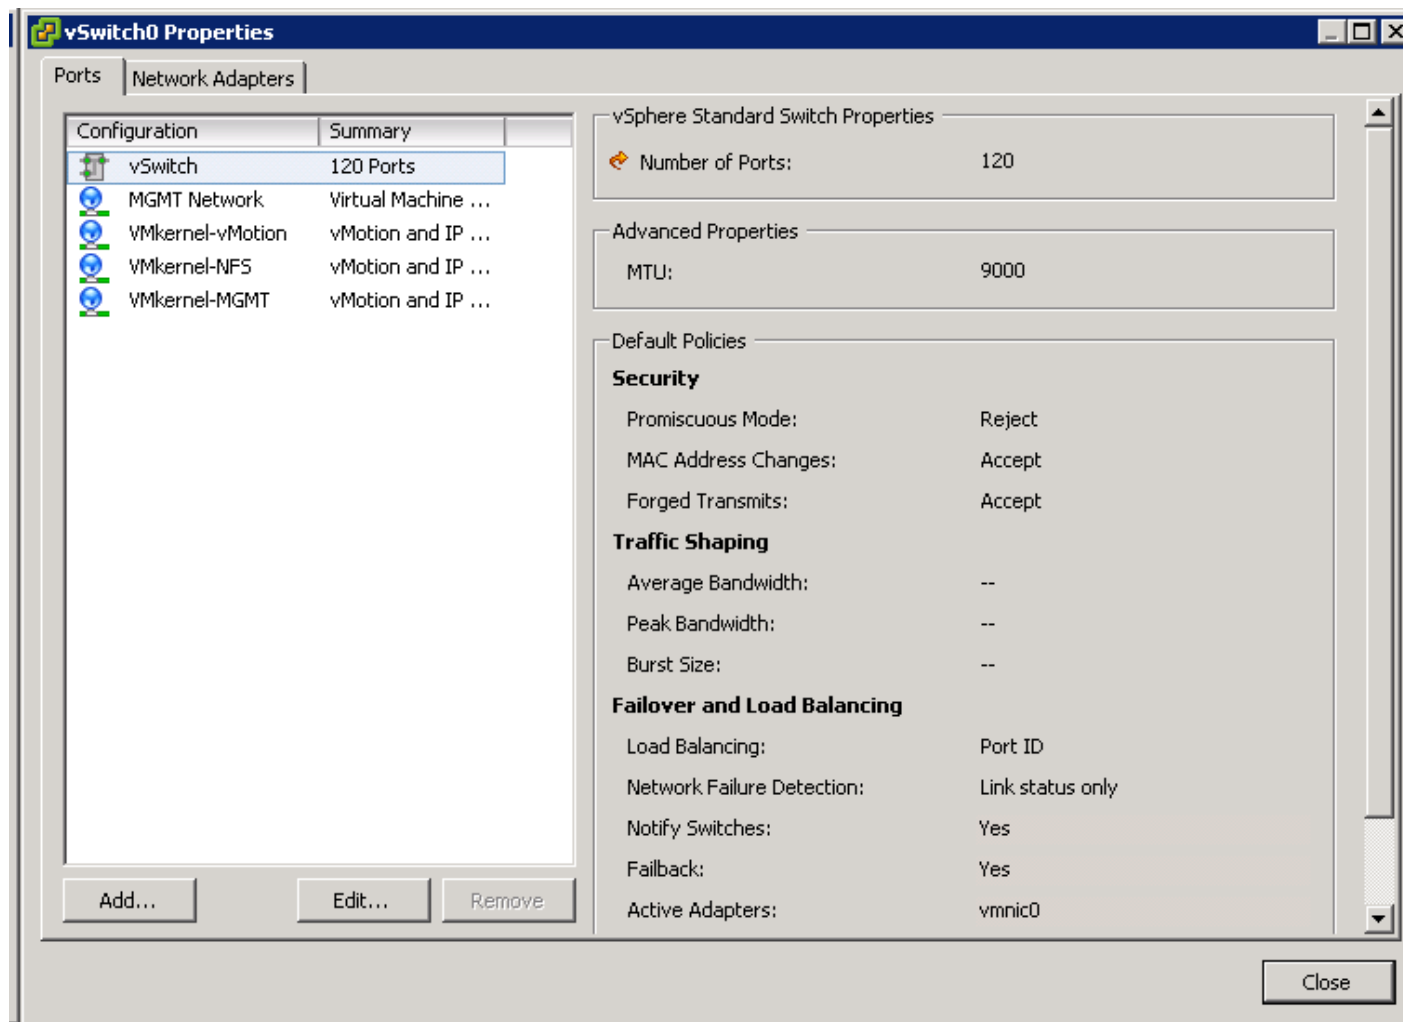 vSwitch0 Properties
Ports Network Adapters
Configuration Summary
vSwitch 120 Ports
MGMT Network Virtual Machine ...
VMkernel-vMotion vMotion and IP ...
VMkernel-NFS vMotion and IP ...
VMkernel-MGMT vMotion and IP ...
Add... Edit... Remove
vSphere Standard Switch Properties
Number of Ports: 120
Advanced Properties
MTU: 9000
Default Policies
Security
Promiscuous Mode: Reject
MAC Address Changes: Accept
Forged Transmits: Accept
Traffic Shaping
Average Bandwidth: --
Peak Bandwidth: --
Burst Size: --
Failover and Load Balancing
Load Balancing: Port ID
Network Failure Detection: Link status only
Notify Switches: Yes
Failback: Yes
Active Adapters: vmnic0
Close